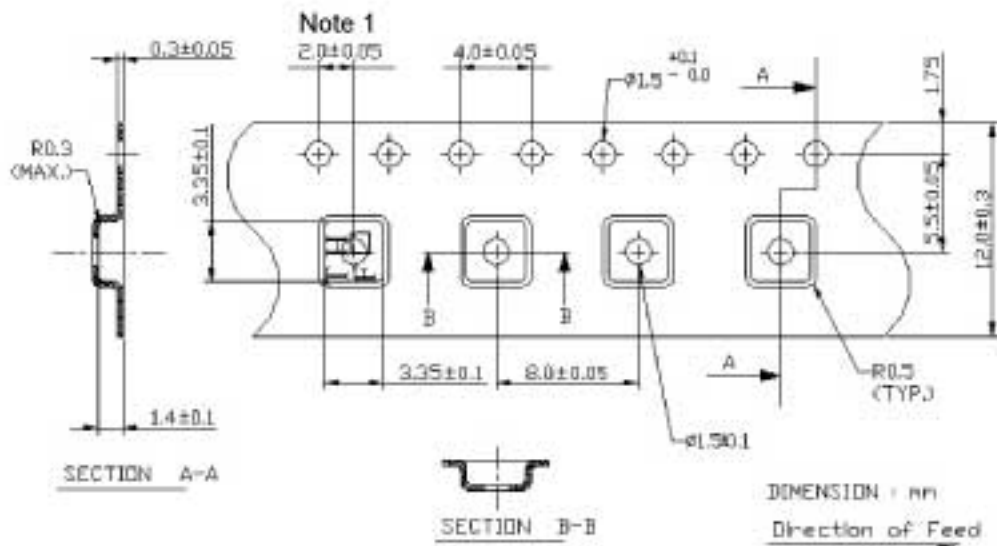 Note 1
0.3±0.05
2.0±0.05
4.0±0.05
ø1.5 +0.1 - 0.0
A
1.75
R0.3
(MAX.)
3.35±0.1
5.5±0.05
12.0±0.3
B
B
3.35±0.1
8.0±0.05
A
R0.5
(TYP.)
1.4±0.1
ø1.5±0.1
SECTION A-A
SECTION B-B
DIMENSION : mm
Direction of Feed